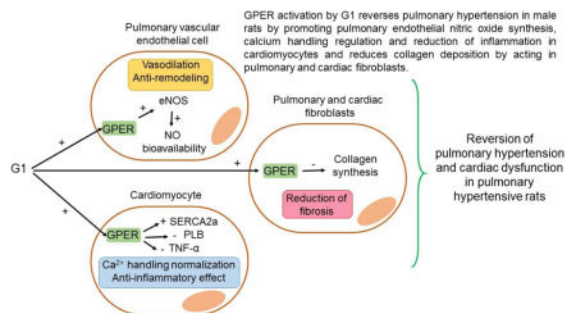 Pulmonary vascular
endothelial cell
GPER activation by G1 reverses pulmonary hypertension in male
rats by promoting pulmonary endothelial nitric oxide synthesis,
calcium handling regulation and reduction of inflammation in
cardiomyocytes and reduces collagen deposition by acting in
pulmonary and cardiac fibroblasts.
Vasodilation
Anti-remodeling
+ eNOS
GPER
+
NO
bioavailability
+
Pulmonary and cardiac
fibroblasts
G1
+
GPER
-
Collagen
synthesis
Reduction of
fibrosis
Reversion of
pulmonary hypertension
and cardiac dysfunction
in pulmonary
hypertensive rats
+
Cardiomyocyte
GPER
+ SERCA2a
- PLB
- TNF-α
Ca²⁺ handling normalization
Anti-inflammatory effect